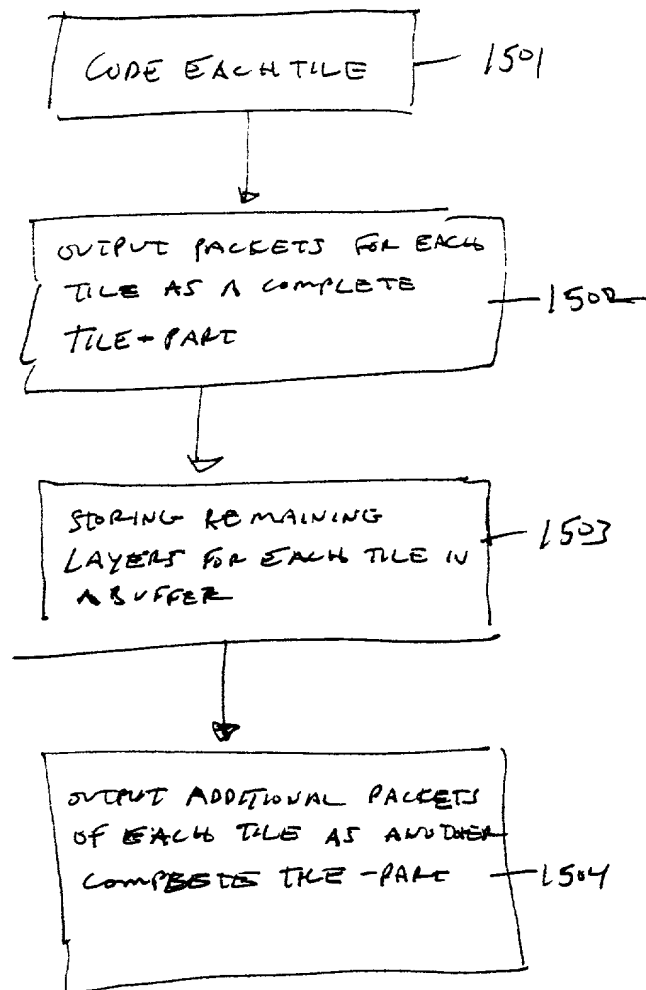 CODE EACH TILE
1501
OUTPUT PACKETS FOR EACH
TILE AS A COMPLETE
TILE-PART
1502
STORING REMAINING
LAYERS FOR EACH TILE IN
A BUFFER
1503
OUTPUT ADDITIONAL PACKETS
OF EACH TILE AS ANOTHER
COMPLETE TILE-PART
1504